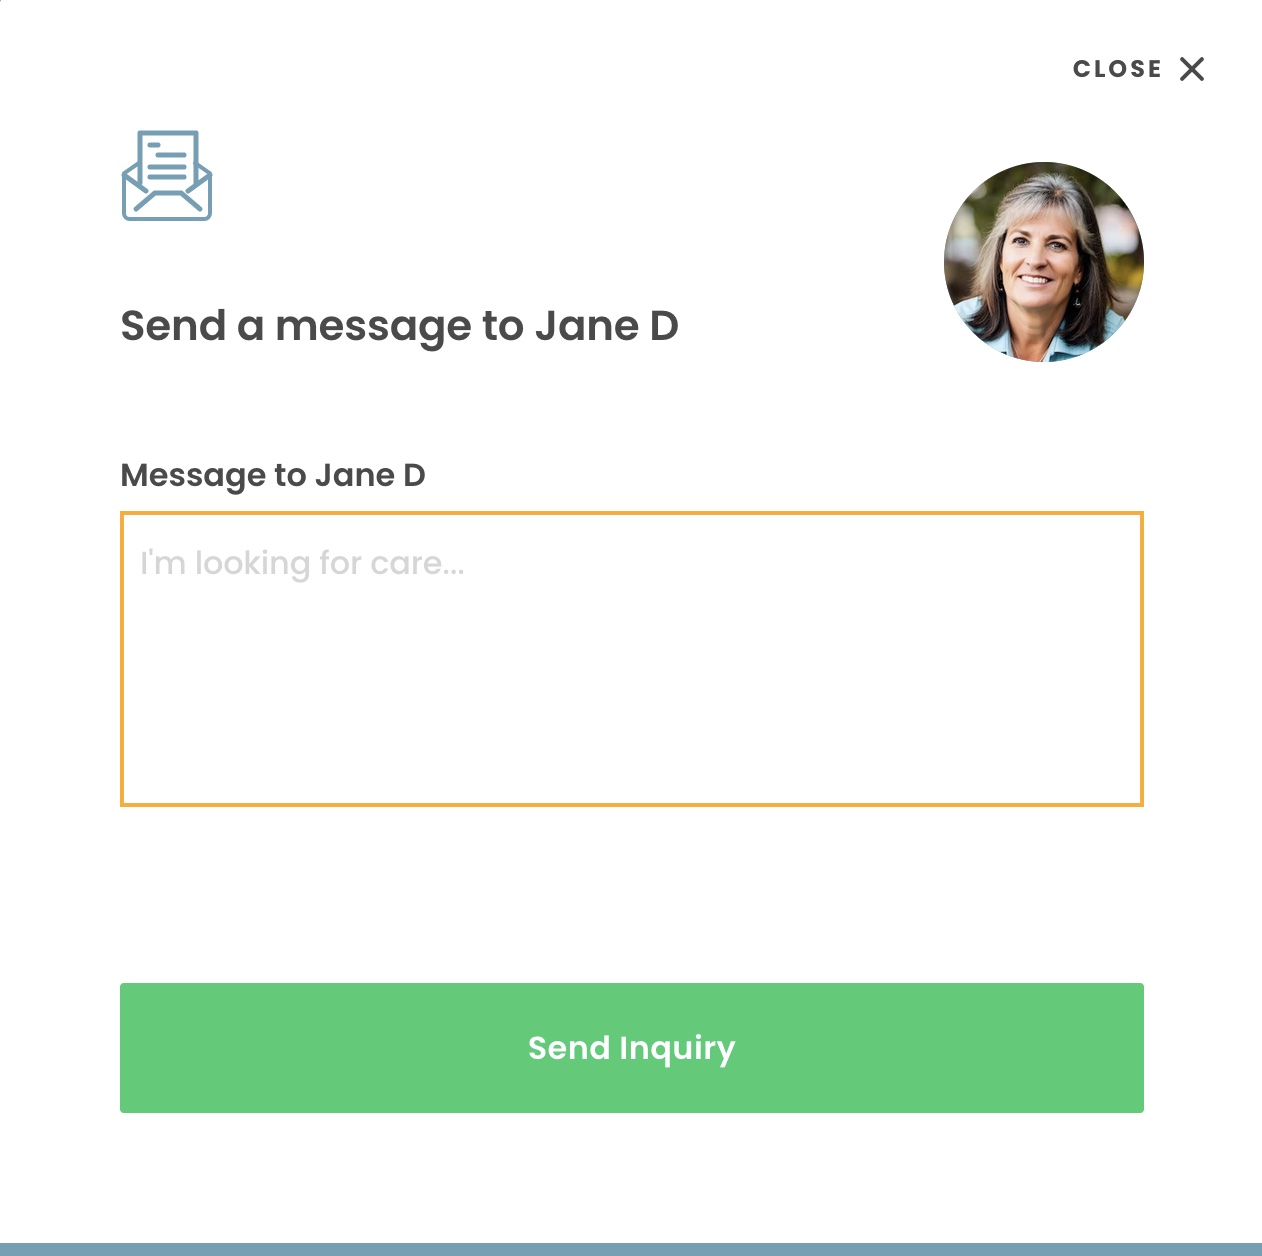 CLOSE
Send a message to Jane D
Message to Jane D
I'm looking for care...
Send Inquiry